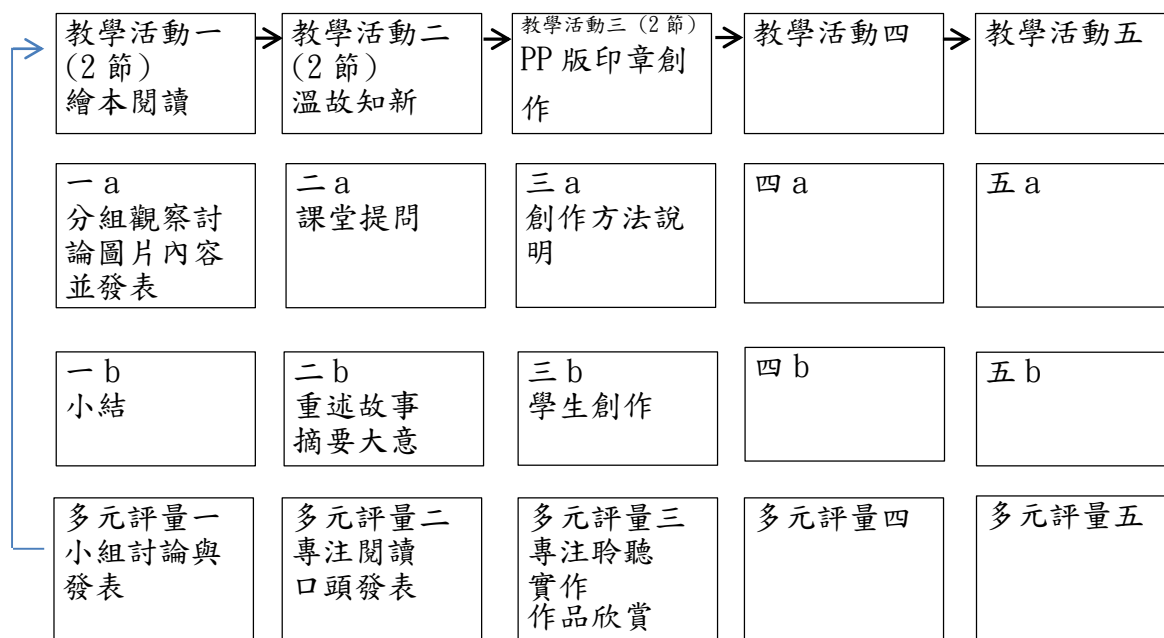 教學活動一
(2 節)
繪本閱讀
教學活動二
(2 節)
溫故知新
教學活動三 (2 節)
PP 版印章創
作
教學活動四
教學活動五
一 a
分組觀察討
論圖片內容
並發表
二 a
課堂提問
三 a
創作方法說
明
四 a
五 a
一 b
小結
二 b
重述故事
摘要大意
三 b
學生創作
四 b
五 b
多元評量一
小組討論與
發表
多元評量二
專注閱讀
口頭發表
多元評量三
專注聆聽
實作
作品欣賞
多元評量四
多元評量五